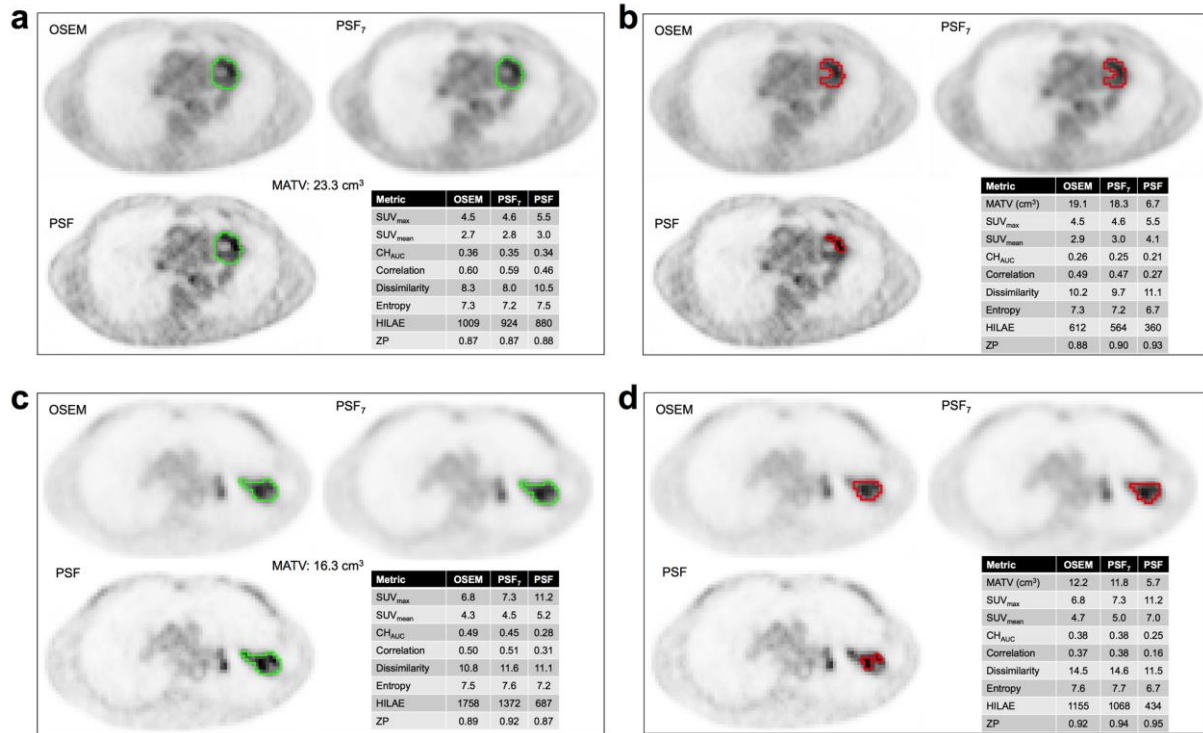 a
OSEM
PSF7
PSF
MATV: 23.3 cm3
Metric OSEM PSF7 PSF
SUVmax 4.5 4.6 5.5
SUVmean 2.7 2.8 3.0
CHAUC 0.36 0.35 0.34
Correlation 0.60 0.59 0.46
Dissimilarity 8.3 8.0 10.5
Entropy 7.3 7.2 7.5
HILAE 1009 924 880
ZP 0.87 0.87 0.88
b
OSEM
PSF7
PSF
Metric OSEM PSF7 PSF
MATV (cm3) 19.1 18.3 6.7
SUVmax 4.5 4.6 5.5
SUVmean 2.9 3.0 4.1
CHAUC 0.26 0.25 0.21
Correlation 0.49 0.47 0.27
Dissimilarity 10.2 9.7 11.1
Entropy 7.3 7.2 6.7
HILAE 612 564 360
ZP 0.88 0.90 0.93
c
OSEM
PSF7
PSF
MATV: 16.3 cm3
Metric OSEM PSF7 PSF
SUVmax 6.8 7.3 11.2
SUVmean 4.3 4.5 5.2
CHAUC 0.49 0.45 0.28
Correlation 0.50 0.51 0.31
Dissimilarity 10.8 11.6 11.1
Entropy 7.5 7.6 7.2
HILAE 1758 1372 687
ZP 0.89 0.92 0.87
d
OSEM
PSF7
PSF
Metric OSEM PSF7 PSF
MATV (cm3) 12.2 11.8 5.7
SUVmax 6.8 7.3 11.2
SUVmean 4.7 5.0 7.0
CHAUC 0.38 0.38 0.25
Correlation 0.37 0.38 0.16
Dissimilarity 14.5 14.6 11.5
Entropy 7.6 7.7 6.7
HILAE 1155 1068 434
ZP 0.92 0.94 0.95